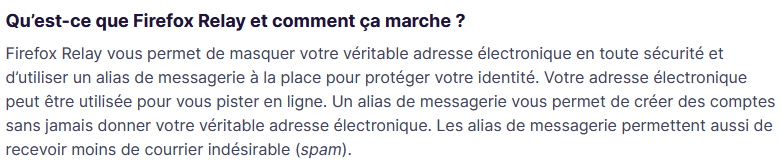 Qu’est-ce que Firefox Relay et comment ça marche ?
Firefox Relay vous permet de masquer votre véritable adresse électronique en toute sécurité et
d’utiliser un alias de messagerie à la place pour protéger votre identité. Votre adresse électronique
peut être utilisée pour vous pister en ligne. Un alias de messagerie vous permet de créer des comptes
sans jamais donner votre véritable adresse électronique. Les alias de messagerie permettent aussi de
recevoir moins de courrier indésirable (spam).